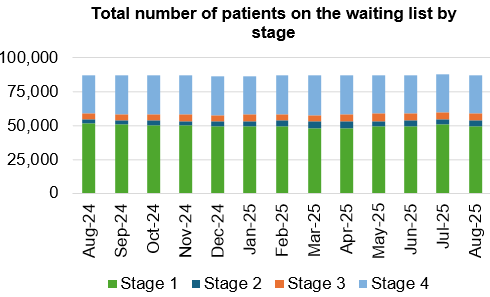 Total number of patients on the waiting list by
stage
100,000
75,000
50,000
25,000
0
Aug-24
Sep-24
Oct-24
Nov-24
Dec-24
Jan-25
Feb-25
Mar-25
Apr-25
May-25
Jun-25
Jul-25
Aug-25
Stage 1 Stage 2 Stage 3 Stage 4